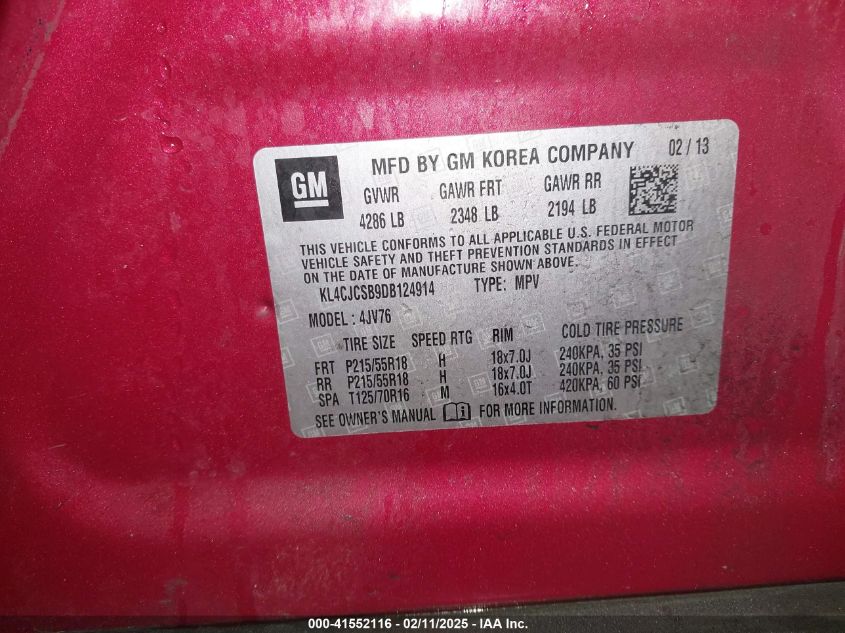 GM
MFD BY GM KOREA COMPANY 02 / 13
GVWR GAWR FRT GAWR RR
4286 LB 2348 LB 2194 LB
THIS VEHICLE CONFORMS TO ALL APPLICABLE U.S. FEDERAL MOTOR
VEHICLE SAFETY AND THEFT PREVENTION STANDARDS IN EFFECT
ON THE DATE OF MANUFACTURE SHOWN ABOVE.
KL4CJCSB9DB124914 TYPE: MPV
MODEL: 4JV76
TIRE SIZE SPEED RTG RIM COLD TIRE PRESSURE
FRT P215/55R18 H 18x7.0J 240KPA, 35 PSI
RR P215/55R18 H 18x7.0J 240KPA, 35 PSI
SPA T125/70R16 M 16x4.0T 420KPA, 60 PSI
SEE OWNER'S MANUAL FOR MORE INFORMATION.
000-41552116 - 02/11/2025 - IAAI.com